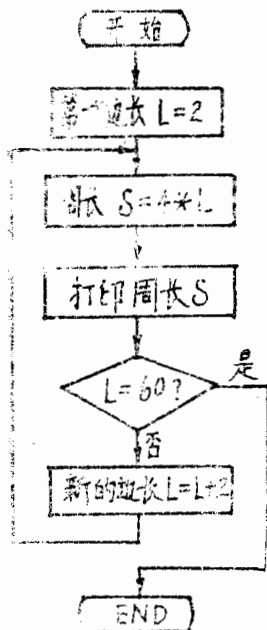 开始
第一边长 L=2
周长 S=4*L
打印周长S
L=60?
是
否
新的边长L=L+2
END